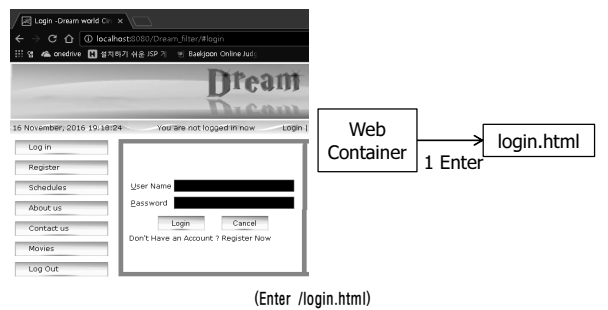 Login -Dream world Cin
localhost:8080/Dream_filter/#login
onedrive
설치하기 쉬운 JSP 게
Baekjoon Online Judg
Dream
16 November, 2016 19:18:24 You are not logged in now Login |
Log in
Register
Schedules
About us
Contact us
Movies
Log Out
User Name
Password
Login Cancel
Don't Have an Account ? Register Now
Web
Container
1 Enter
login.html
(Enter /login.html)